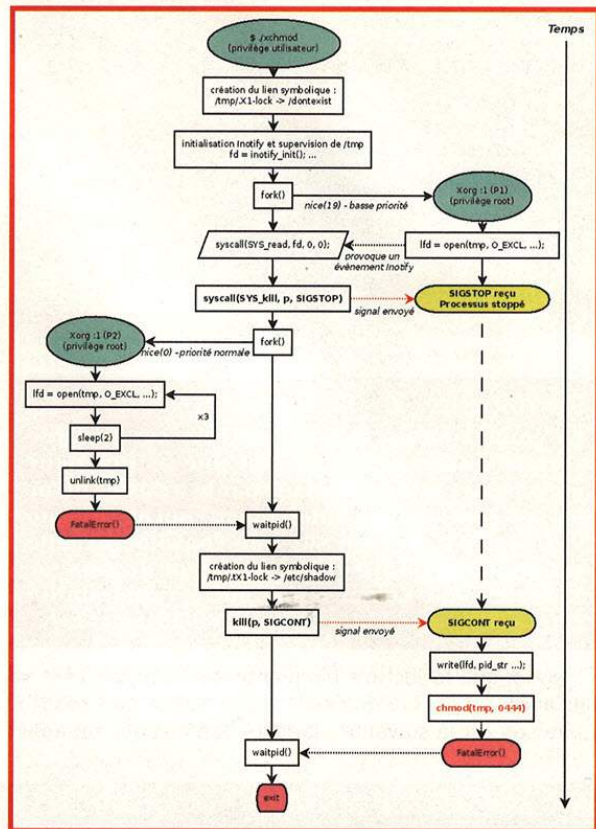 $ ./xchmod
(privilège utilisateur)
Temps
création du lien symbolique :
/tmp/.X1-lock -> /dontexist
initialisation Inotify et supervision de /tmp
fd = inotify_init(); ...
fork()
nice(19) - basse priorité
Xorg :1 (P1)
(privilège root)
syscall(SYS_read, fd, 0, 0);
provoque un
événement Inotify
lfd = open(tmp, O_EXCL, ...);
syscall(SYS_kill, p, SIGSTOP)
signal envoyé
SIGSTOP reçu
Processus stoppé
Xorg :1 (P2)
(privilège root)
nice(0) - priorité normale
fork()
lfd = open(tmp, O_EXCL, ...);
x3
sleep(2)
unlink(tmp)
FatalError()
waitpid()
création du lien symbolique :
/tmp/.tX1-lock -> /etc/shadow
kill(p, SIGCONT)
signal envoyé
SIGCONT reçu
write(lfd, pid_str ...);
chmod(tmp, 0444)
waitpid()
FatalError()
exit